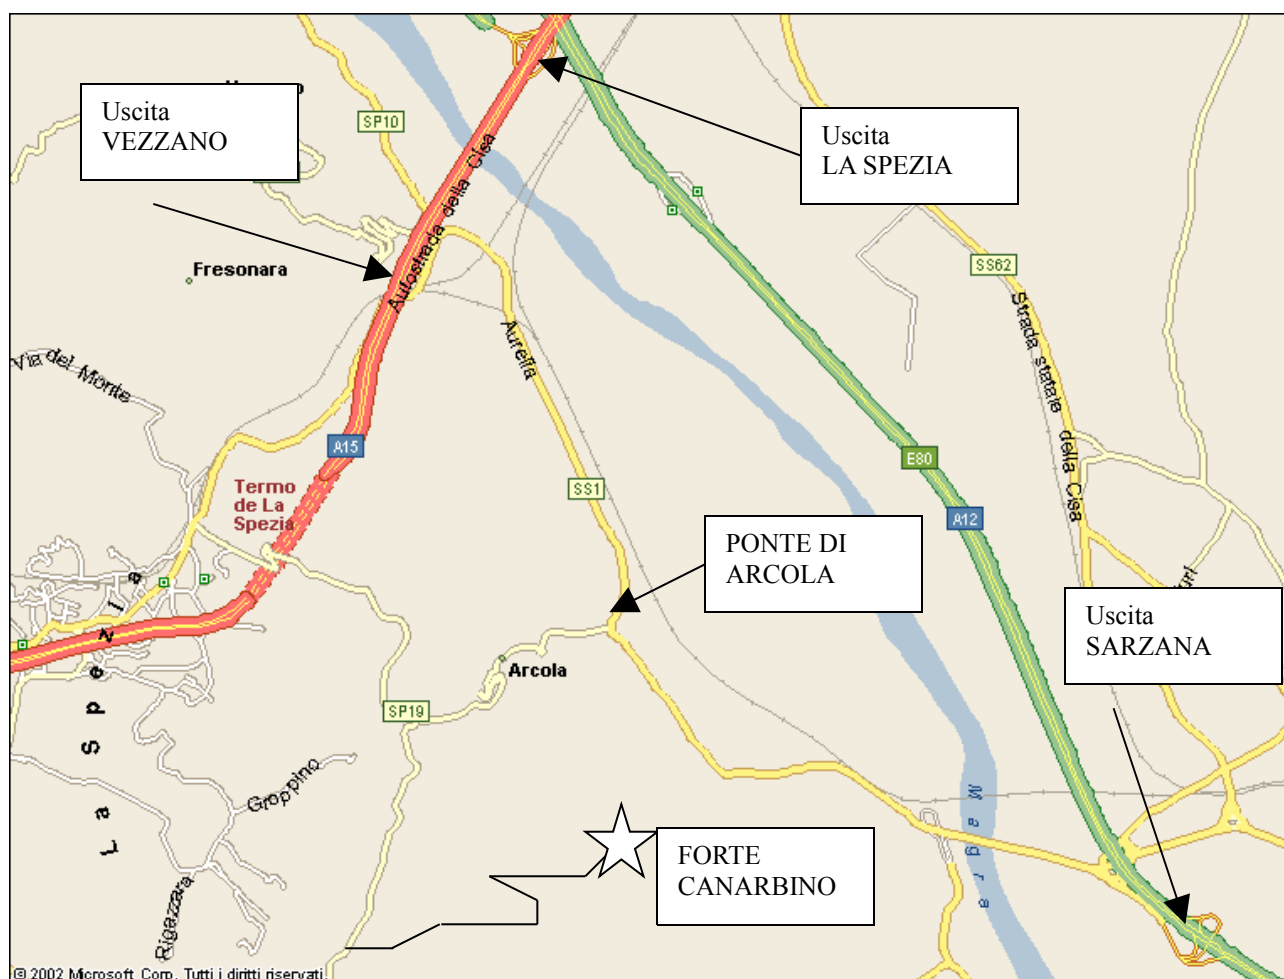 Uscita
VEZZANO
SP10
Uscita
LA SPEZIA
Autostrada della Cisa
Fresonara
SS62
Strada statale della Cisa
Aurelia
Via del Monte
A15
E80
Termo
de La
Spezia
SS1
A12
PONTE DI
ARCOLA
Uscita
SARZANA
Arcola
SP19
La Spezia
Groppino
Magra
FORTE
CANARBINO
Rigazzara
© 2002 Microsoft Corp. Tutti i diritti riservati.